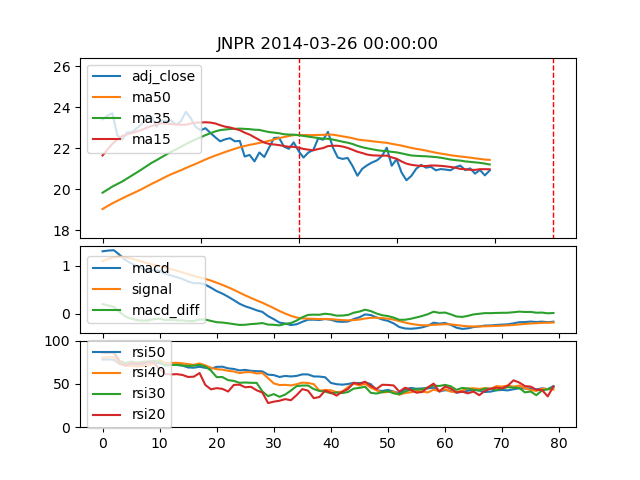 JNPR 2014-03-26 00:00:00
26
24
22
20
18
adj_close
ma50
ma35
ma15
1
0
macd
signal
macd_diff
100
50
0
rsi50
rsi40
rsi30
rsi20
0 10 20 30 40 50 60 70 80